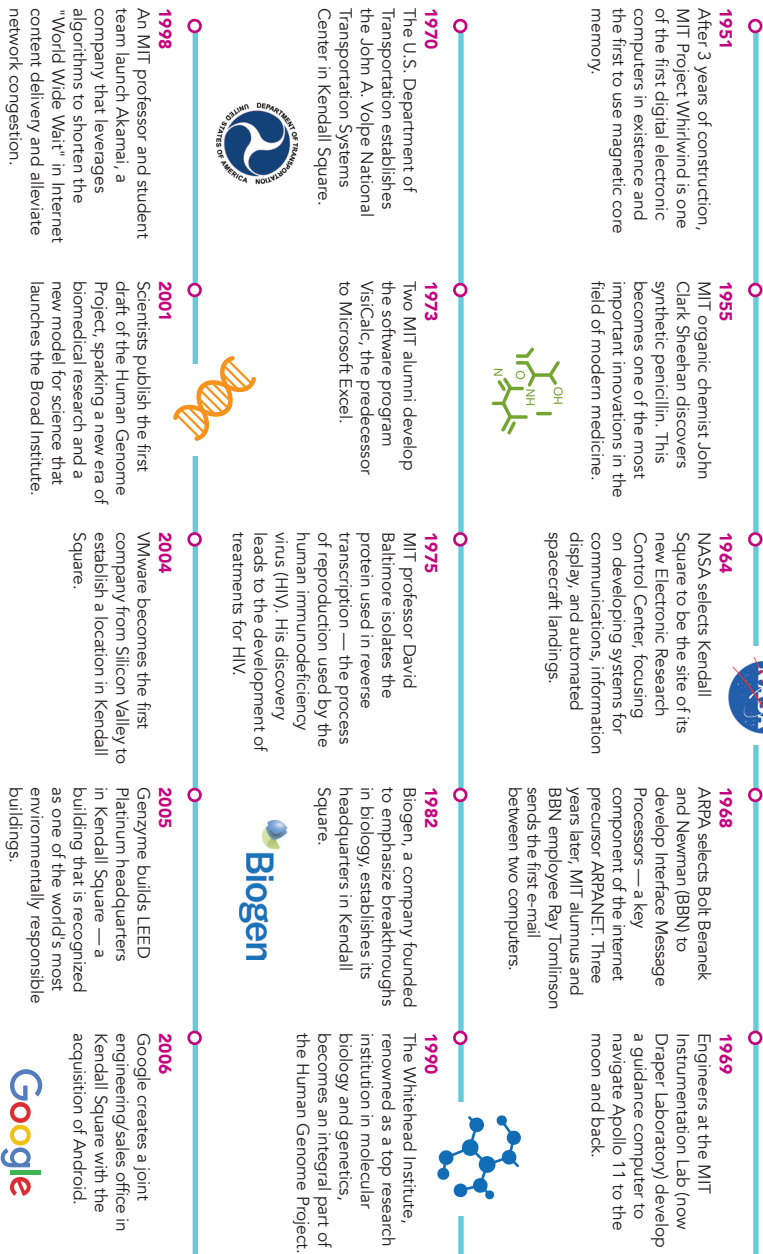 1951
After 3 years of construction,
MIT Project Whirlwind is one
of the first digital electronic
computers in existence and
the first to use magnetic core
memory.
1955
MIT organic chemist John
Clark Sheehan discovers
synthetic penicillin. This
becomes one of the most
important innovations in the
field of modern medicine.
OH
NH
O
N
1964
NASA selects Kendall
Square to be the site of its
new Electronic Research
Control Center, focusing
on developing systems for
communications, information
display, and automated
spacecraft landings.
1968
ARPA selects Bolt Beranek
and Newman (BBN) to
develop Interface Message
Processors — a key
component of the internet
precursor ARPANET. Three
years later, MIT alumnus and
BBN employee Ray Tomlinson
sends the first e-mail
between two computers.
1969
Engineers at the MIT
Instrumentation Lab (now
Draper Laboratory) develop
a guidance computer to
navigate Apollo 11 to the
moon and back.
1970
The U.S. Department of
Transportation establishes
the John A. Volpe National
Transportation Systems
Center in Kendall Square.
DEPARTMENT OF TRANSPORTATION
UNITED STATES OF AMERICA
1973
Two MIT alumni develop
the software program
VisiCalc, the predecessor
to Microsoft Excel.
1975
MIT professor David
Baltimore isolates the
protein used in reverse
transcription — the process
of reproduction used by the
human immunodeficiency
virus (HIV). His discovery
leads to the development of
treatments for HIV.
1982
Biogen, a company founded
to emphasize breakthroughs
in biology, establishes its
headquarters in Kendall
Square.
Biogen
1990
The Whitehead Institute,
renowned as a top research
institution in molecular
biology and genetics,
becomes an integral part of
the Human Genome Project.
1998
An MIT professor and student
team launch Akamai, a
company that leverages
algorithms to shorten the
"World Wide Wait" in Internet
content delivery and alleviate
network congestion.
2001
Scientists publish the first
draft of the Human Genome
Project, sparking a new era of
biomedical research and a
new model for science that
launches the Broad Institute.
2004
VMware becomes the first
company from Silicon Valley to
establish a location in Kendall
Square.
2005
Genzyme builds LEED
Platinum headquarters
in Kendall Square — a
building that is recognized
as one of the world's most
environmentally responsible
buildings.
2006
Google creates a joint
engineering/sales office in
Kendall Square with the
acquisition of Android.
Google